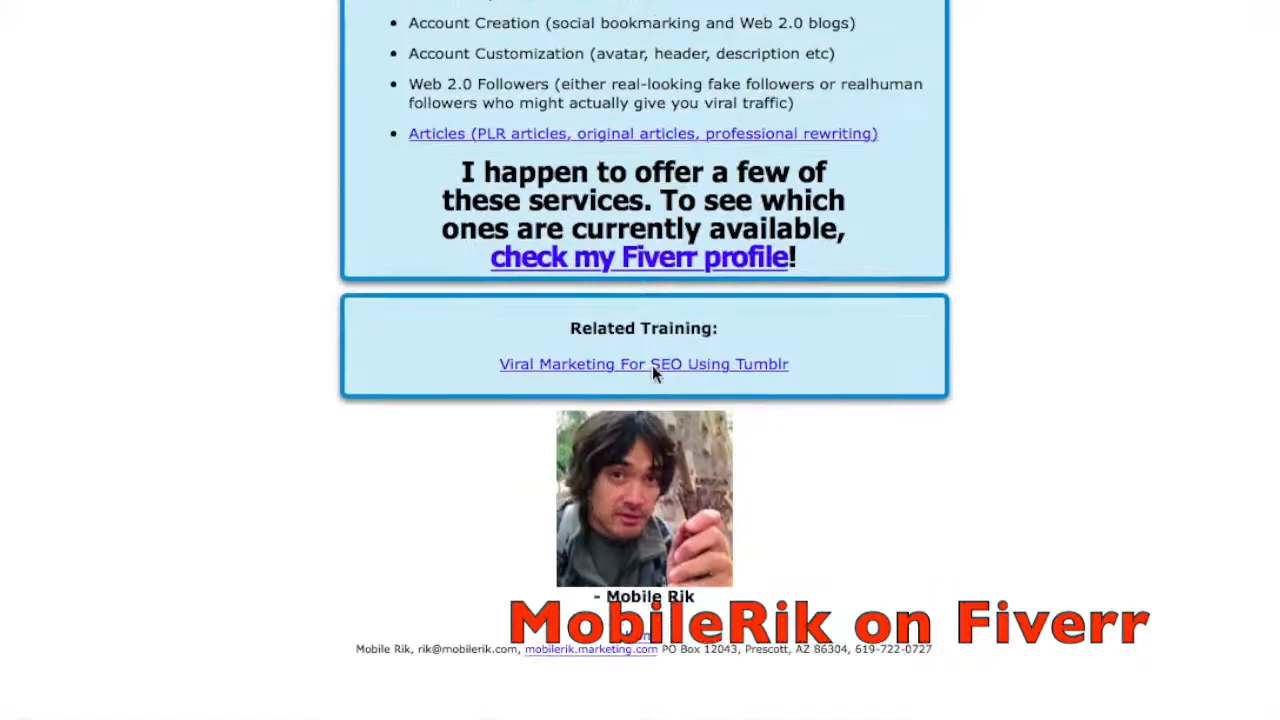 Account Creation (social bookmarking and Web 2.0 blogs)
Account Customization (avatar, header, description etc)
Web 2.0 Followers (either real-looking fake followers or realhuman
followers who might actually give you viral traffic)
Articles (PLR articles, original articles, professional rewriting)
I happen to offer a few of
these services. To see which
ones are currently available,
check my Fiverr profile!
Related Training:
Viral Marketing For SEO Using Tumblr
- Mobile Rik
MobileRik on Fiverr
Mobile Rik, rik@mobilerik.com, mobilerik.marketing.com PO Box 12043, Prescott, AZ 86304, 619-722-0727